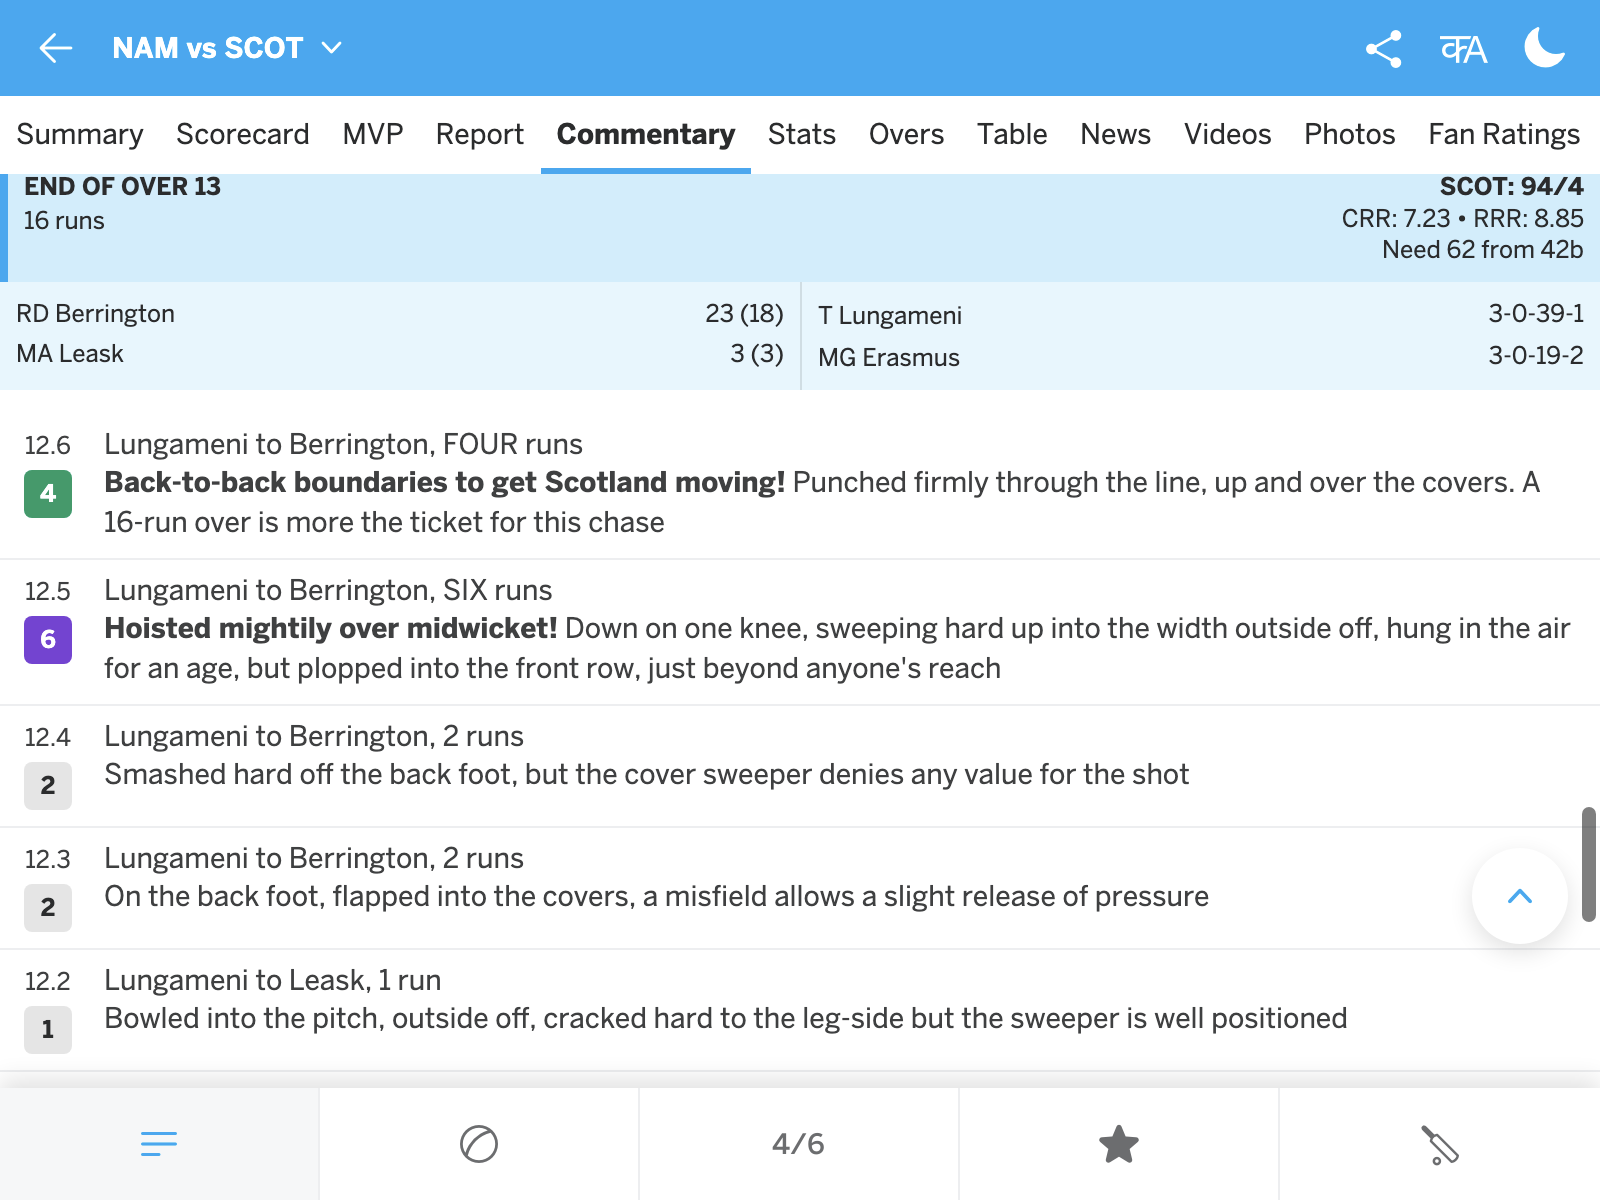 NAM vs SCOT
क A
Summary Scorecard MVP Report Commentary Stats Overs Table News Videos Photos Fan Ratings
END OF OVER 13
16 runs
SCOT: 94/4
CRR: 7.23 • RRR: 8.85
Need 62 from 42b
RD Berrington 23 (18)
MA Leask 3 (3)
T Lungameni 3-0-39-1
MG Erasmus 3-0-19-2
12.6 Lungameni to Berrington, FOUR runs
4 Back-to-back boundaries to get Scotland moving! Punched firmly through the line, up and over the covers. A
16-run over is more the ticket for this chase
12.5 Lungameni to Berrington, SIX runs
6 Hoisted mightily over midwicket! Down on one knee, sweeping hard up into the width outside off, hung in the air
for an age, but plopped into the front row, just beyond anyone's reach
12.4 Lungameni to Berrington, 2 runs
2 Smashed hard off the back foot, but the cover sweeper denies any value for the shot
12.3 Lungameni to Berrington, 2 runs
2 On the back foot, flapped into the covers, a misfield allows a slight release of pressure
12.2 Lungameni to Leask, 1 run
1 Bowled into the pitch, outside off, cracked hard to the leg-side but the sweeper is well positioned
4/6